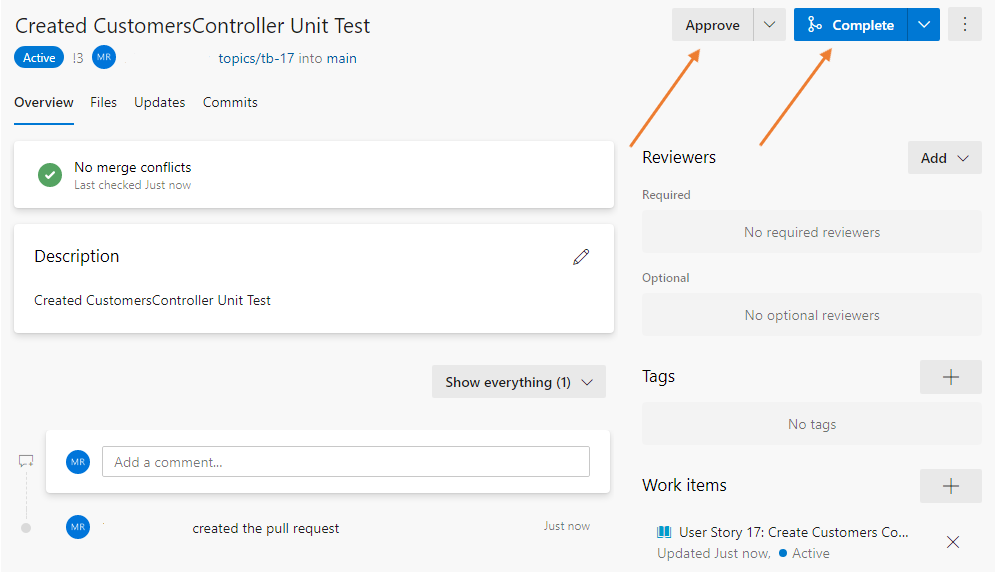 Created CustomersController Unit Test
Approve
Complete
Active !3 MR topics/tb-17 into main
Overview Files Updates Commits
No merge conflicts
Last checked Just now
Description
Created CustomersController Unit Test
Show everything (1)
MR Add a comment...
MR created the pull request Just now
Reviewers
Add
Required
No required reviewers
Optional
No optional reviewers
Tags
No tags
Work items
User Story 17: Create Customers Co...
Updated Just now, Active